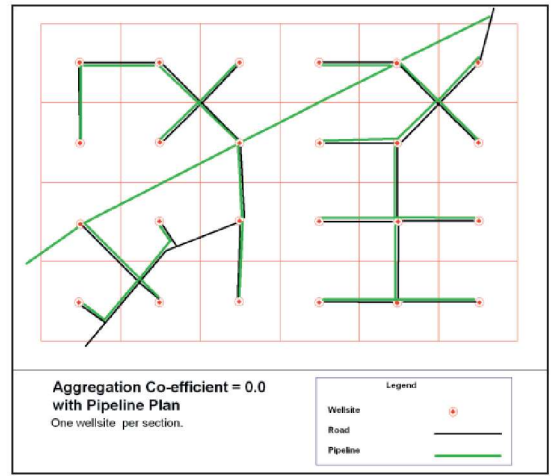 Aggregation Co-efficient = 0.0
with Pipeline Plan
One wellsite per section.
Legend
Wellsite
Road
Pipeline